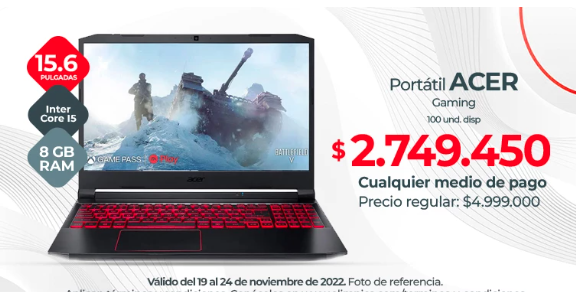 15.6
PULGADAS
Inter
Core I5
8 GB
RAM
GAME PASS
Play
acer
Portátil ACER
Gaming
100 und. disp
$2.749.450
Cualquier medio de pago
Precio regular: $4.999.000
Válido del 19 al 24 de noviembre de 2022. Foto de referencia.